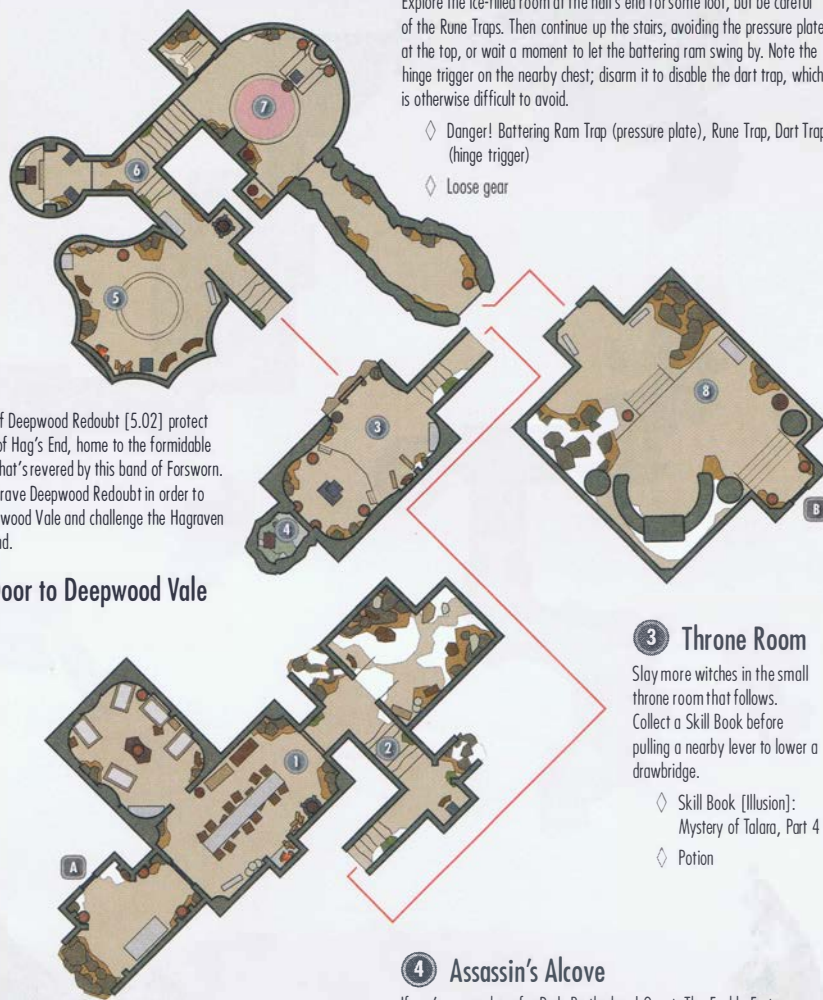 Explore the ice-filled room at the hall's end for some loot, but be careful
of the Rune Traps. Then continue up the stairs, avoiding the pressure plate
at the top, or wait a moment to let the battering ram swing by. Note the
hinge trigger on the nearby chest; disarm it to disable the dart trap, which
is otherwise difficult to avoid.
◊ Danger! Battering Ram Trap (pressure plate), Rune Trap, Dart Trap
(hinge trigger)
◊ Loose gear
7
6
5
3
8
4
B
of Deepwood Redoubt [5.02] protect
of Hag's End, home to the formidable
that's revered by this band of Forsworn.
brave Deepwood Redoubt in order to
wood Vale and challenge the Hagraven
nd.
oor to Deepwood Vale
1
2
A
3 Throne Room
Slay more witches in the small
throne room that follows.
Collect a Skill Book before
pulling a nearby lever to lower a
drawbridge.
◊ Skill Book [Illusion]:
Mystery of Talara, Part 4
◊ Potion
4 Assassin's Alcove